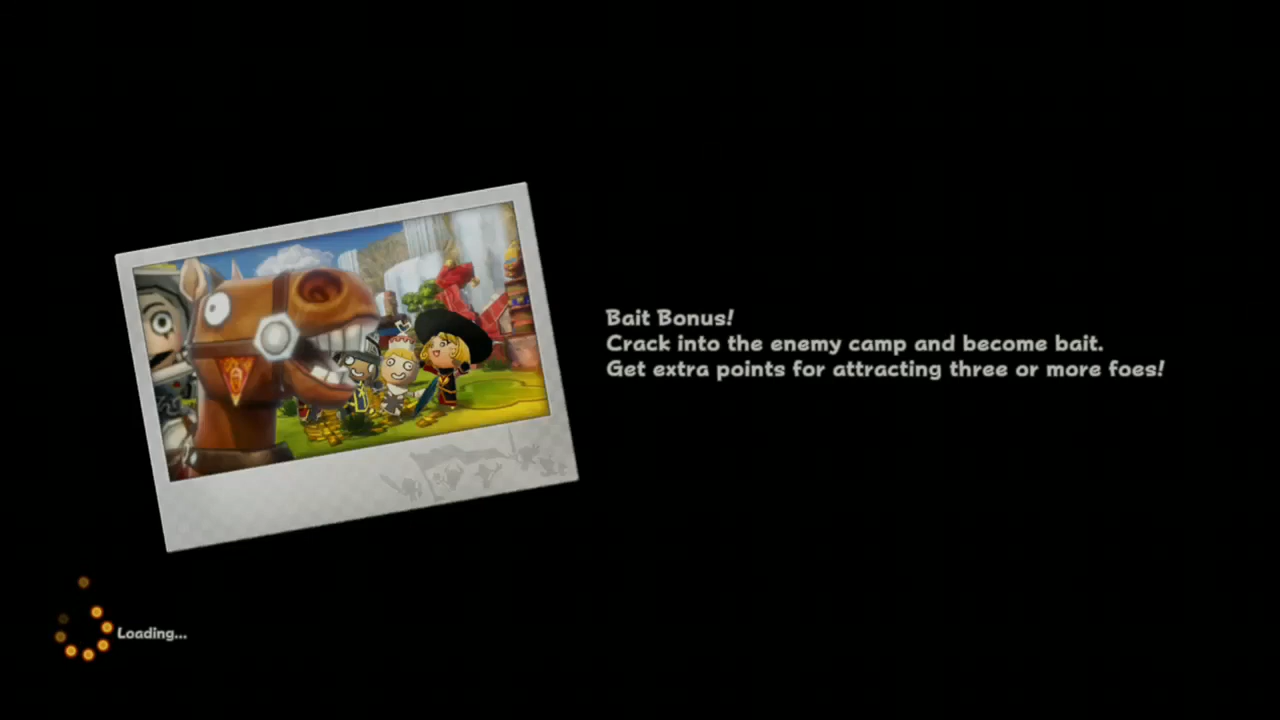 Bait Bonus!
Crack into the enemy camp and become bait.
Get extra points for attracting three or more foes!
Loading...